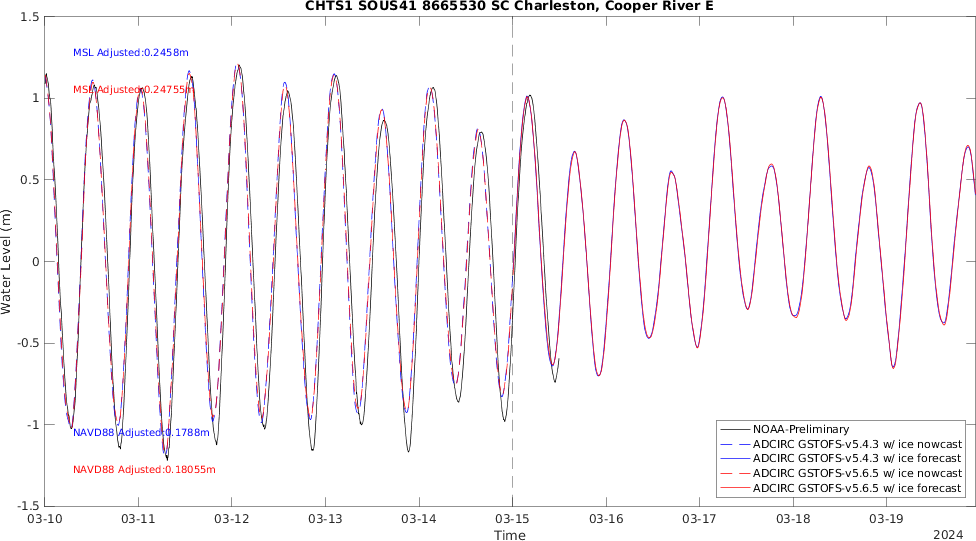 CHTS1 SOUS41 8665530 SC Charleston, Cooper River E
1.5
1
0.5
0
-0.5
-1
-1.5
Water Level (m)
MSL Adjusted:0.2458m
MSL Adjusted:0.24755m
NAVD88 Adjusted:0.1788m
NAVD88 Adjusted:0.18055m
NOAA-Preliminary
ADCIRC GSTOFS-v5.4.3 w/ ice nowcast
ADCIRC GSTOFS-v5.4.3 w/ ice forecast
ADCIRC GSTOFS-v5.6.5 w/ ice nowcast
ADCIRC GSTOFS-v5.6.5 w/ ice forecast
03-10 03-11 03-12 03-13 03-14 03-15 03-16 03-17 03-18 03-19
Time
2024